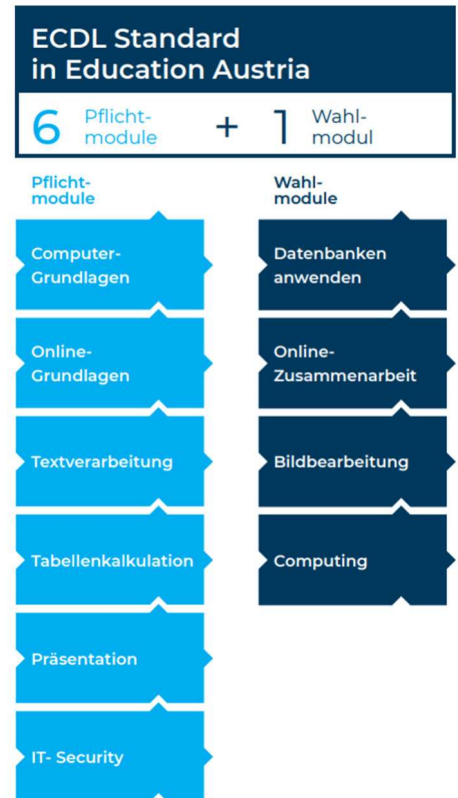 ECDL Standard
in Education Austria
6 Pflicht-
module
+
1 Wahl-
modul
Pflicht-
module
Computer-
Grundlagen
Online-
Grundlagen
Textverarbeitung
Tabellenkalkulation
Präsentation
IT- Security
Wahl-
module
Datenbanken
anwenden
Online-
Zusammenarbeit
Bildbearbeitung
Computing